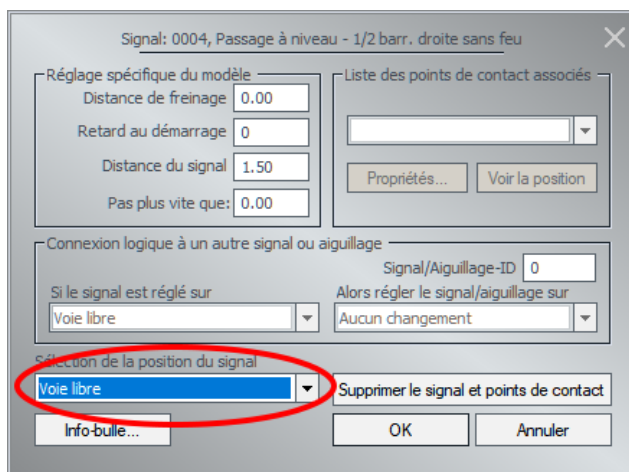 Signal: 0004, Passage à niveau - 1/2 barr. droite sans feu
Réglage spécifique du modèle
Distance de freinage 0.00
Retard au démarrage 0
Distance du signal 1.50
Pas plus vite que: 0.00
Liste des points de contact associés
Propriétés... Voir la position
Connexion logique à un autre signal ou aiguillage
Signal/Aiguillage-ID 0
Si le signal est réglé sur Alors régler le signal/aiguillage sur
Voie libre Aucun changement
Sélection de la position du signal
Voie libre Supprimer le signal et points de contact
Info-bulle... OK Annuler